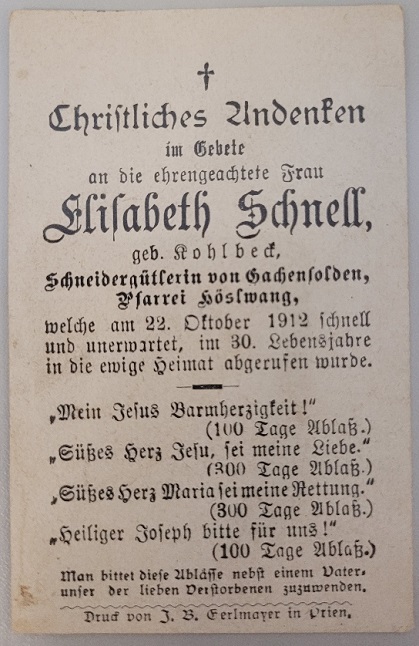 Christliches Andenken
im Gebete
an die ehrengeachtete Frau
Elisabeth Schnell,
geb. Kohlbeck,
Schneidergütlerin von Gachensolden,
Pfarrei Höslwang,
welche am 22. Oktober 1912 schnell
und unerwartet, im 30. Lebensjahre
in die ewige Heimat abgerufen wurde.
„Mein Jesus Barmherzigkeit!"
(100 Tage Ablaß.)
„Süßes Herz Jesu, sei meine Liebe."
(300 Tage Ablaß.)
„Süßes Herz Maria sei meine Rettung."
(300 Tage Ablaß.)
„Heiliger Joseph bitte für uns!"
(100 Tage Ablaß.)
Man bittet diese Ablässe nebst einem Vater-
unser der lieben Verstorbenen zuzuwenden.
Druck von J. B. Eerlmayer in Prien.